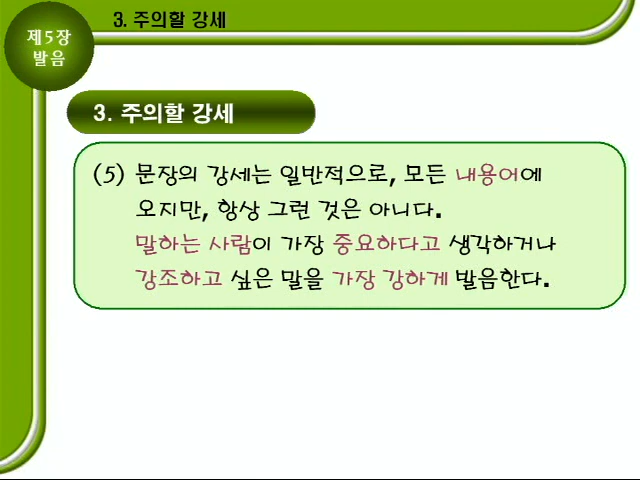 3. 주의할 강세
제5장
발음
3. 주의할 강세
(5) 문장의 강세는 일반적으로, 모든 내용어에
오지만, 항상 그런 것은 아니다.
말하는 사람이 가장 중요하다고 생각하거나
강조하고 싶은 말을 가장 강하게 발음한다.